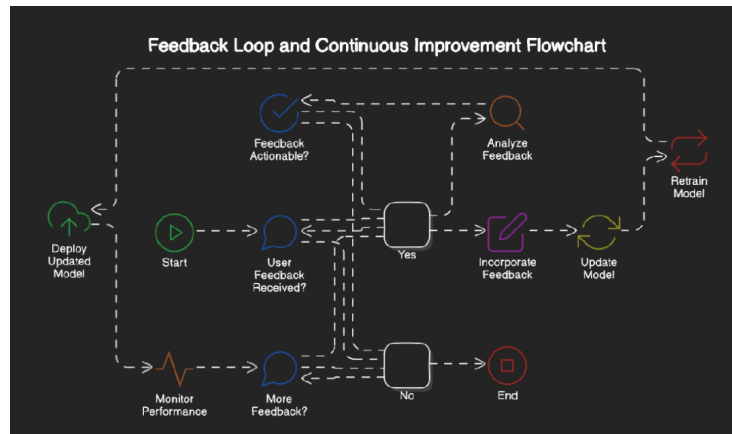 Feedback Loop and Continuous Improvement Flowchart
Feedback
Actionable?
Analyze
Feedback
Retrain
Model
Deploy
Updated
Model
Start
User
Feedback
Received?
Yes
Incorporate
Feedback
Update
Model
Monitor
Performance
More
Feedback?
No
End